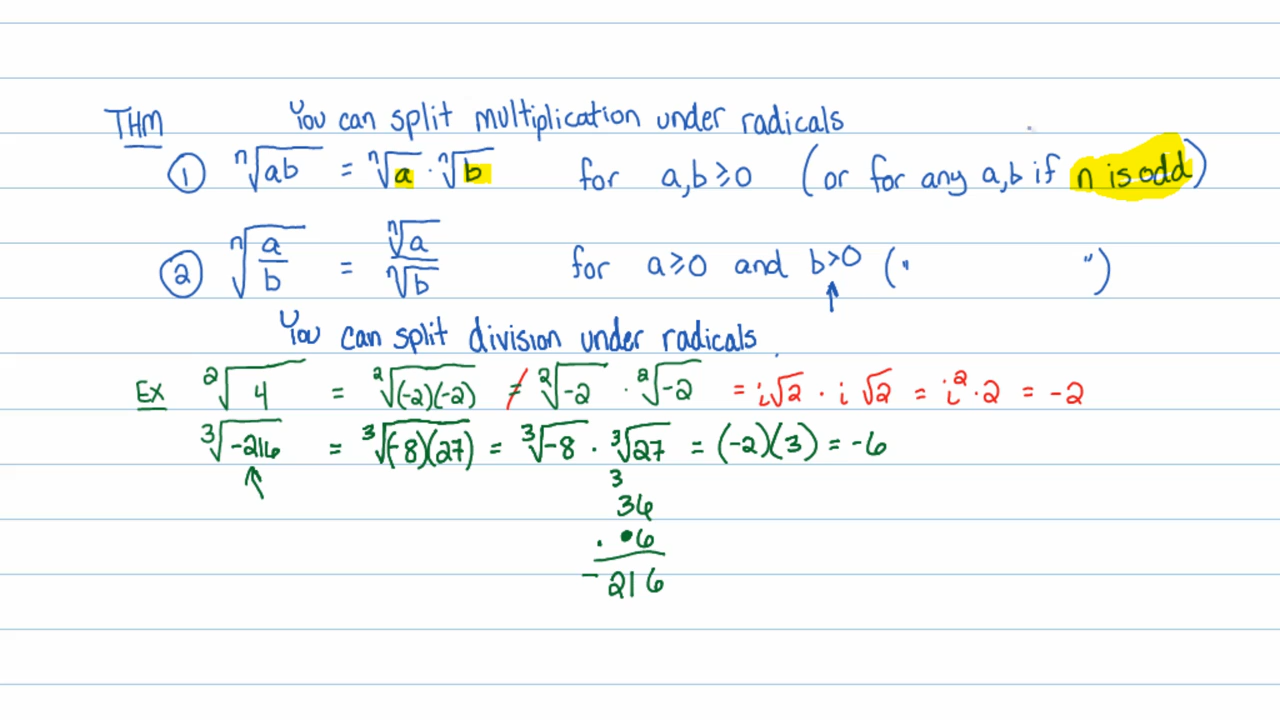 THM You can split multiplication under radicals
① ⁿ√(ab) = ⁿ√a · ⁿ√b for a,b ≥ 0 (or for any a,b if n is odd)
② ⁿ√(a/b) = ⁿ√a / ⁿ√b for a ≥ 0 and b > 0 (" ")
↑
You can split division under radicals.
Ex ²√4 = ²√((-2)(-2)) ≠ ²√-2 · ²√-2 = i√2 · i√2 = i² · 2 = -2
³√-216 = ³√((-8)(27)) = ³√-8 · ³√27 = (-2)(3) = -6
↑
3
36
· •6
-216